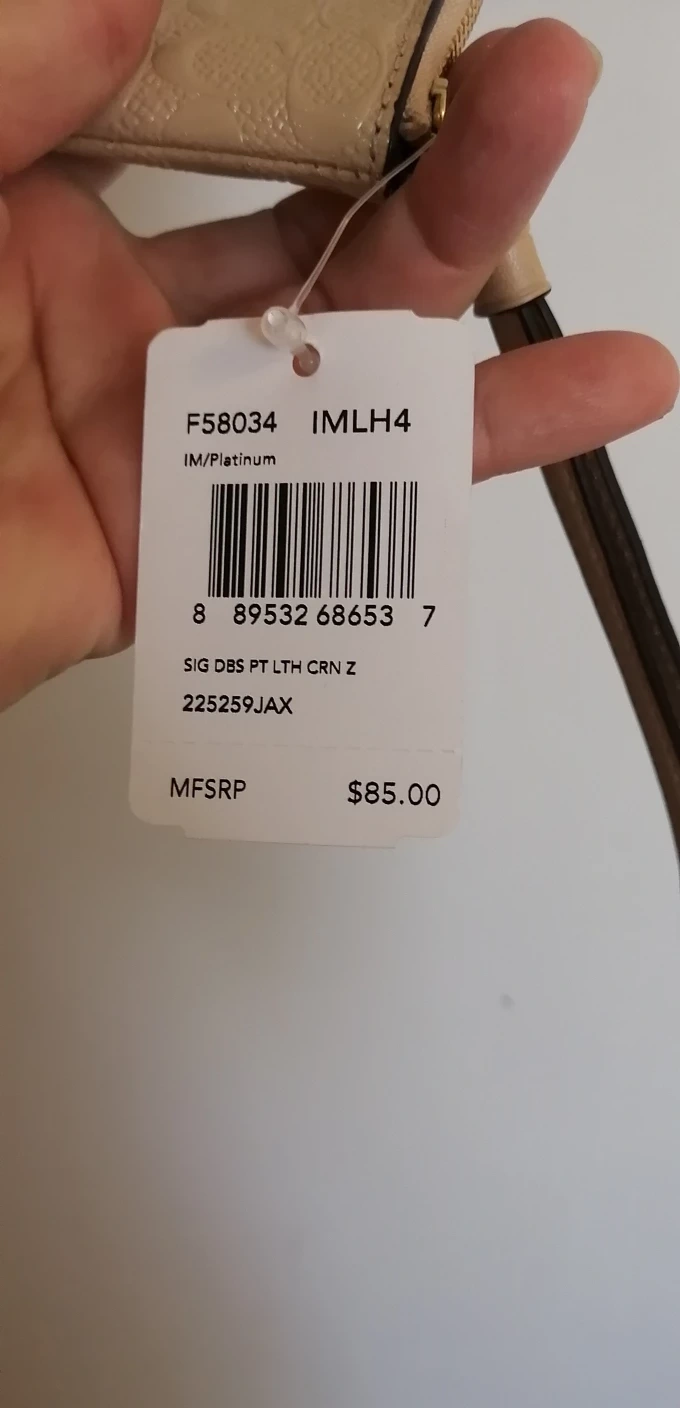 F58034 IMLH4
IM/Platinum
8 89532 68653 7
SIG DBS PT LTH CRN Z
225259JAX
MFSRP $85.00